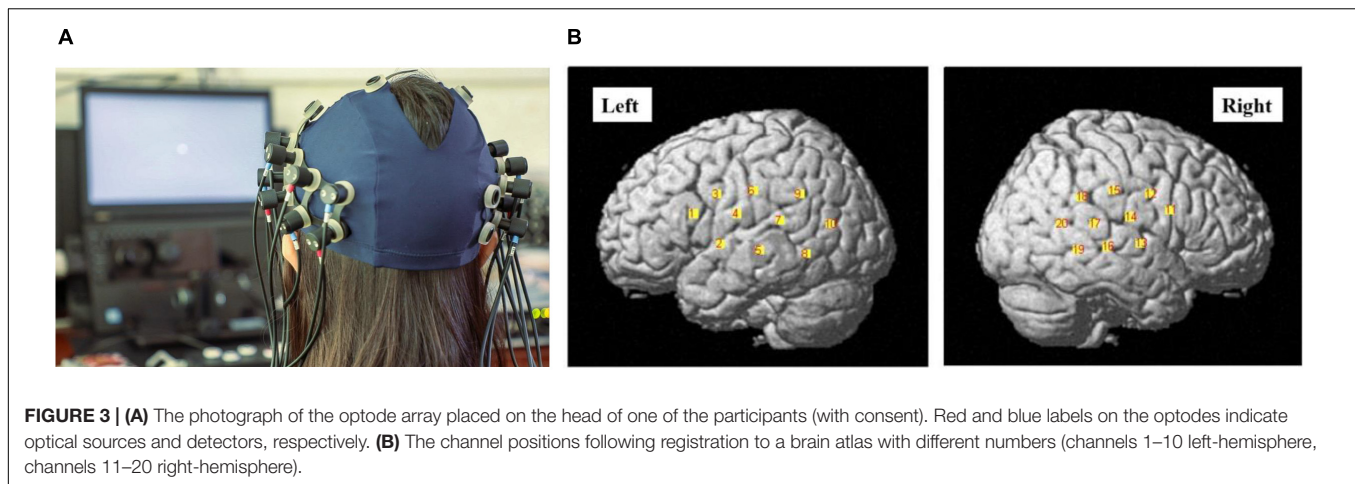 A
B
Left
Right
3 6 9
1 4 7 10
2 5 8
18 15 12
20 17 14 11
19 16 13
FIGURE 3 | (A) The photograph of the optode array placed on the head of one of the participants (with consent). Red and blue labels on the optodes indicate
optical sources and detectors, respectively. (B) The channel positions following registration to a brain atlas with different numbers (channels 1–10 left-hemisphere,
channels 11–20 right-hemisphere).